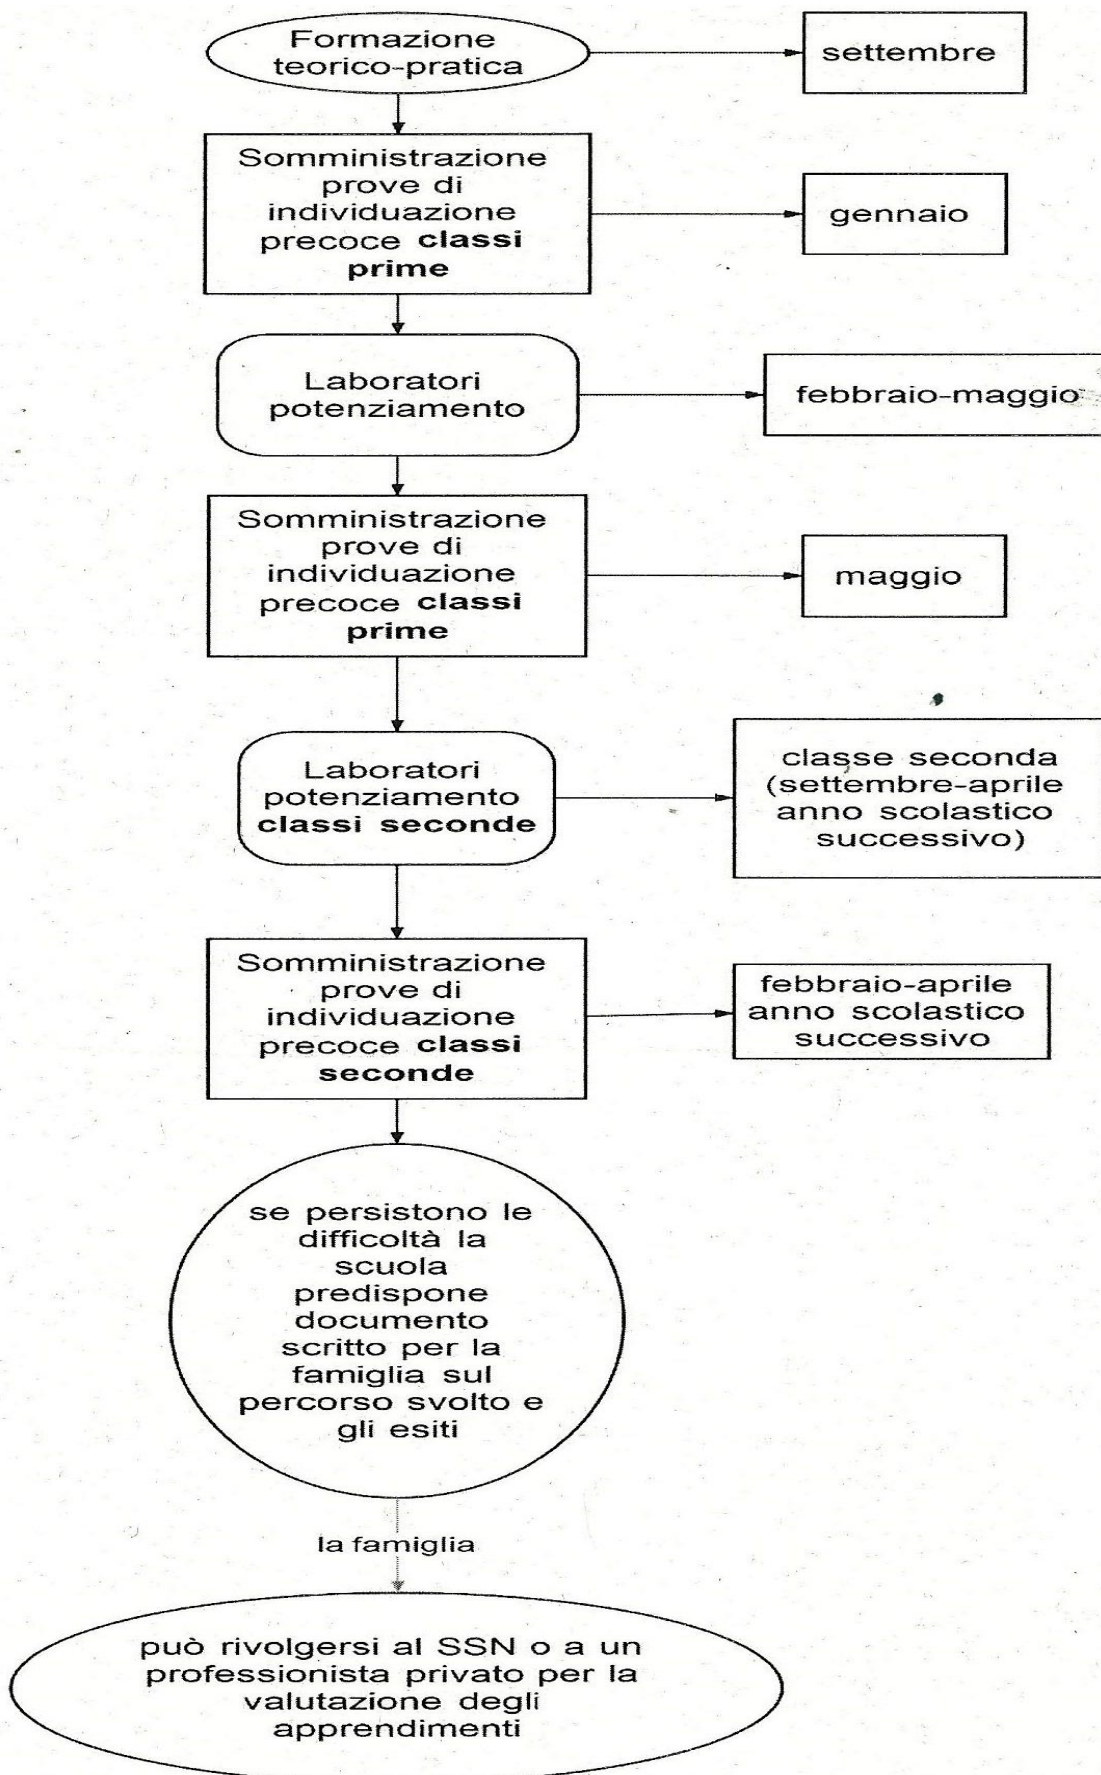 Formazione
teorico-pratica
settembre
Somministrazione
prove di
individuazione
precoce classi
prime
gennaio
Laboratori
potenziamento
febbraio-maggio
Somministrazione
prove di
individuazione
precoce classi
prime
maggio
Laboratori
potenziamento
classi seconde
classe seconda
(settembre-aprile
anno scolastico
successivo)
Somministrazione
prove di
individuazione
precoce classi
seconde
febbraio-aprile
anno scolastico
successivo
se persistono le
difficoltà la
scuola
predispone
documento
scritto per la
famiglia sul
percorso svolto e
gli esiti
la famiglia
può rivolgersi al SSN o a un
professionista privato per la
valutazione degli
apprendimenti